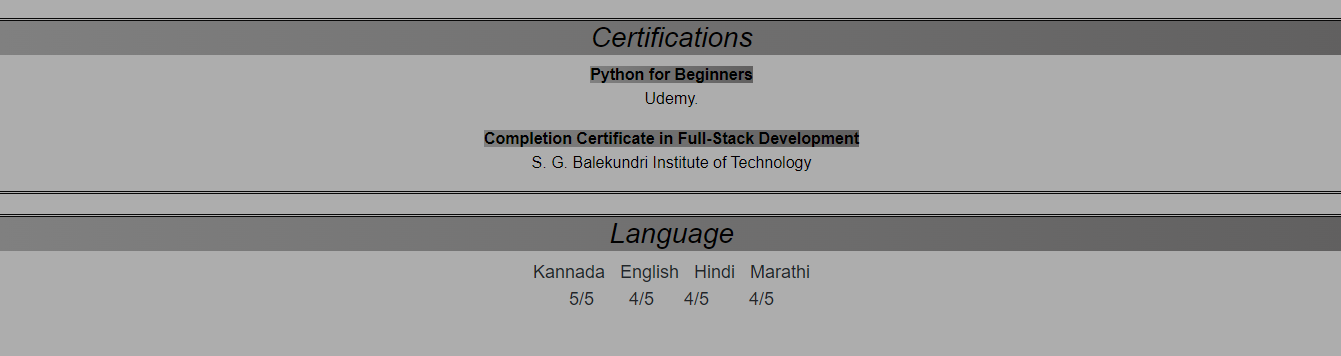 Certifications
Python for Beginners
Udemy.
Completion Certificate in Full-Stack Development
S. G. Balekundri Institute of Technology
Language
Kannada English Hindi Marathi
5/5 4/5 4/5 4/5